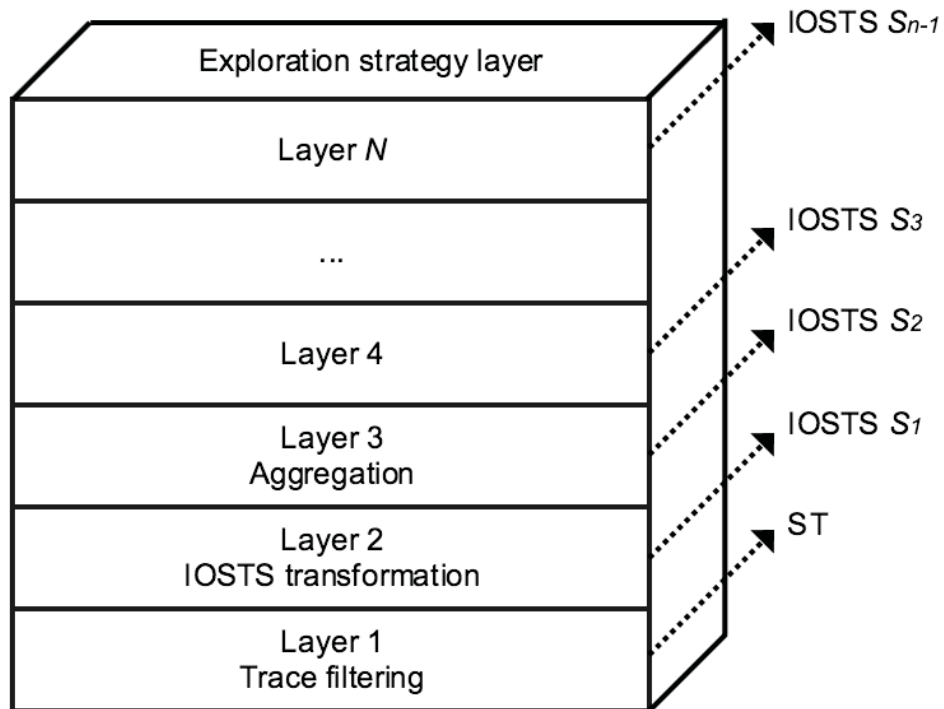 IOSTS Sn-1
Exploration strategy layer
Layer N
IOSTS S3
...
IOSTS S2
Layer 4
IOSTS S1
Layer 3
Aggregation
ST
Layer 2
IOSTS transformation
Layer 1
Trace filtering